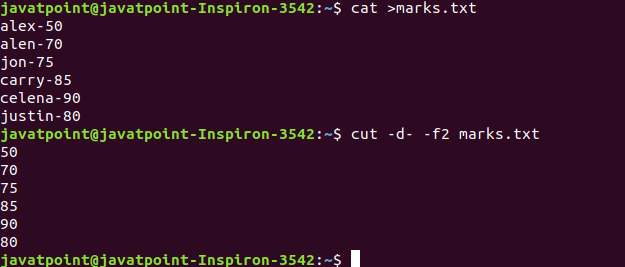 javatpoint@javatpoint-Inspiron-3542:~$ cat >marks.txt
alex-50
alen-70
jon-75
carry-85
celena-90
justin-80
javatpoint@javatpoint-Inspiron-3542:~$ cut -d- -f2 marks.txt
50
70
75
85
90
80
javatpoint@javatpoint-Inspiron-3542:~$